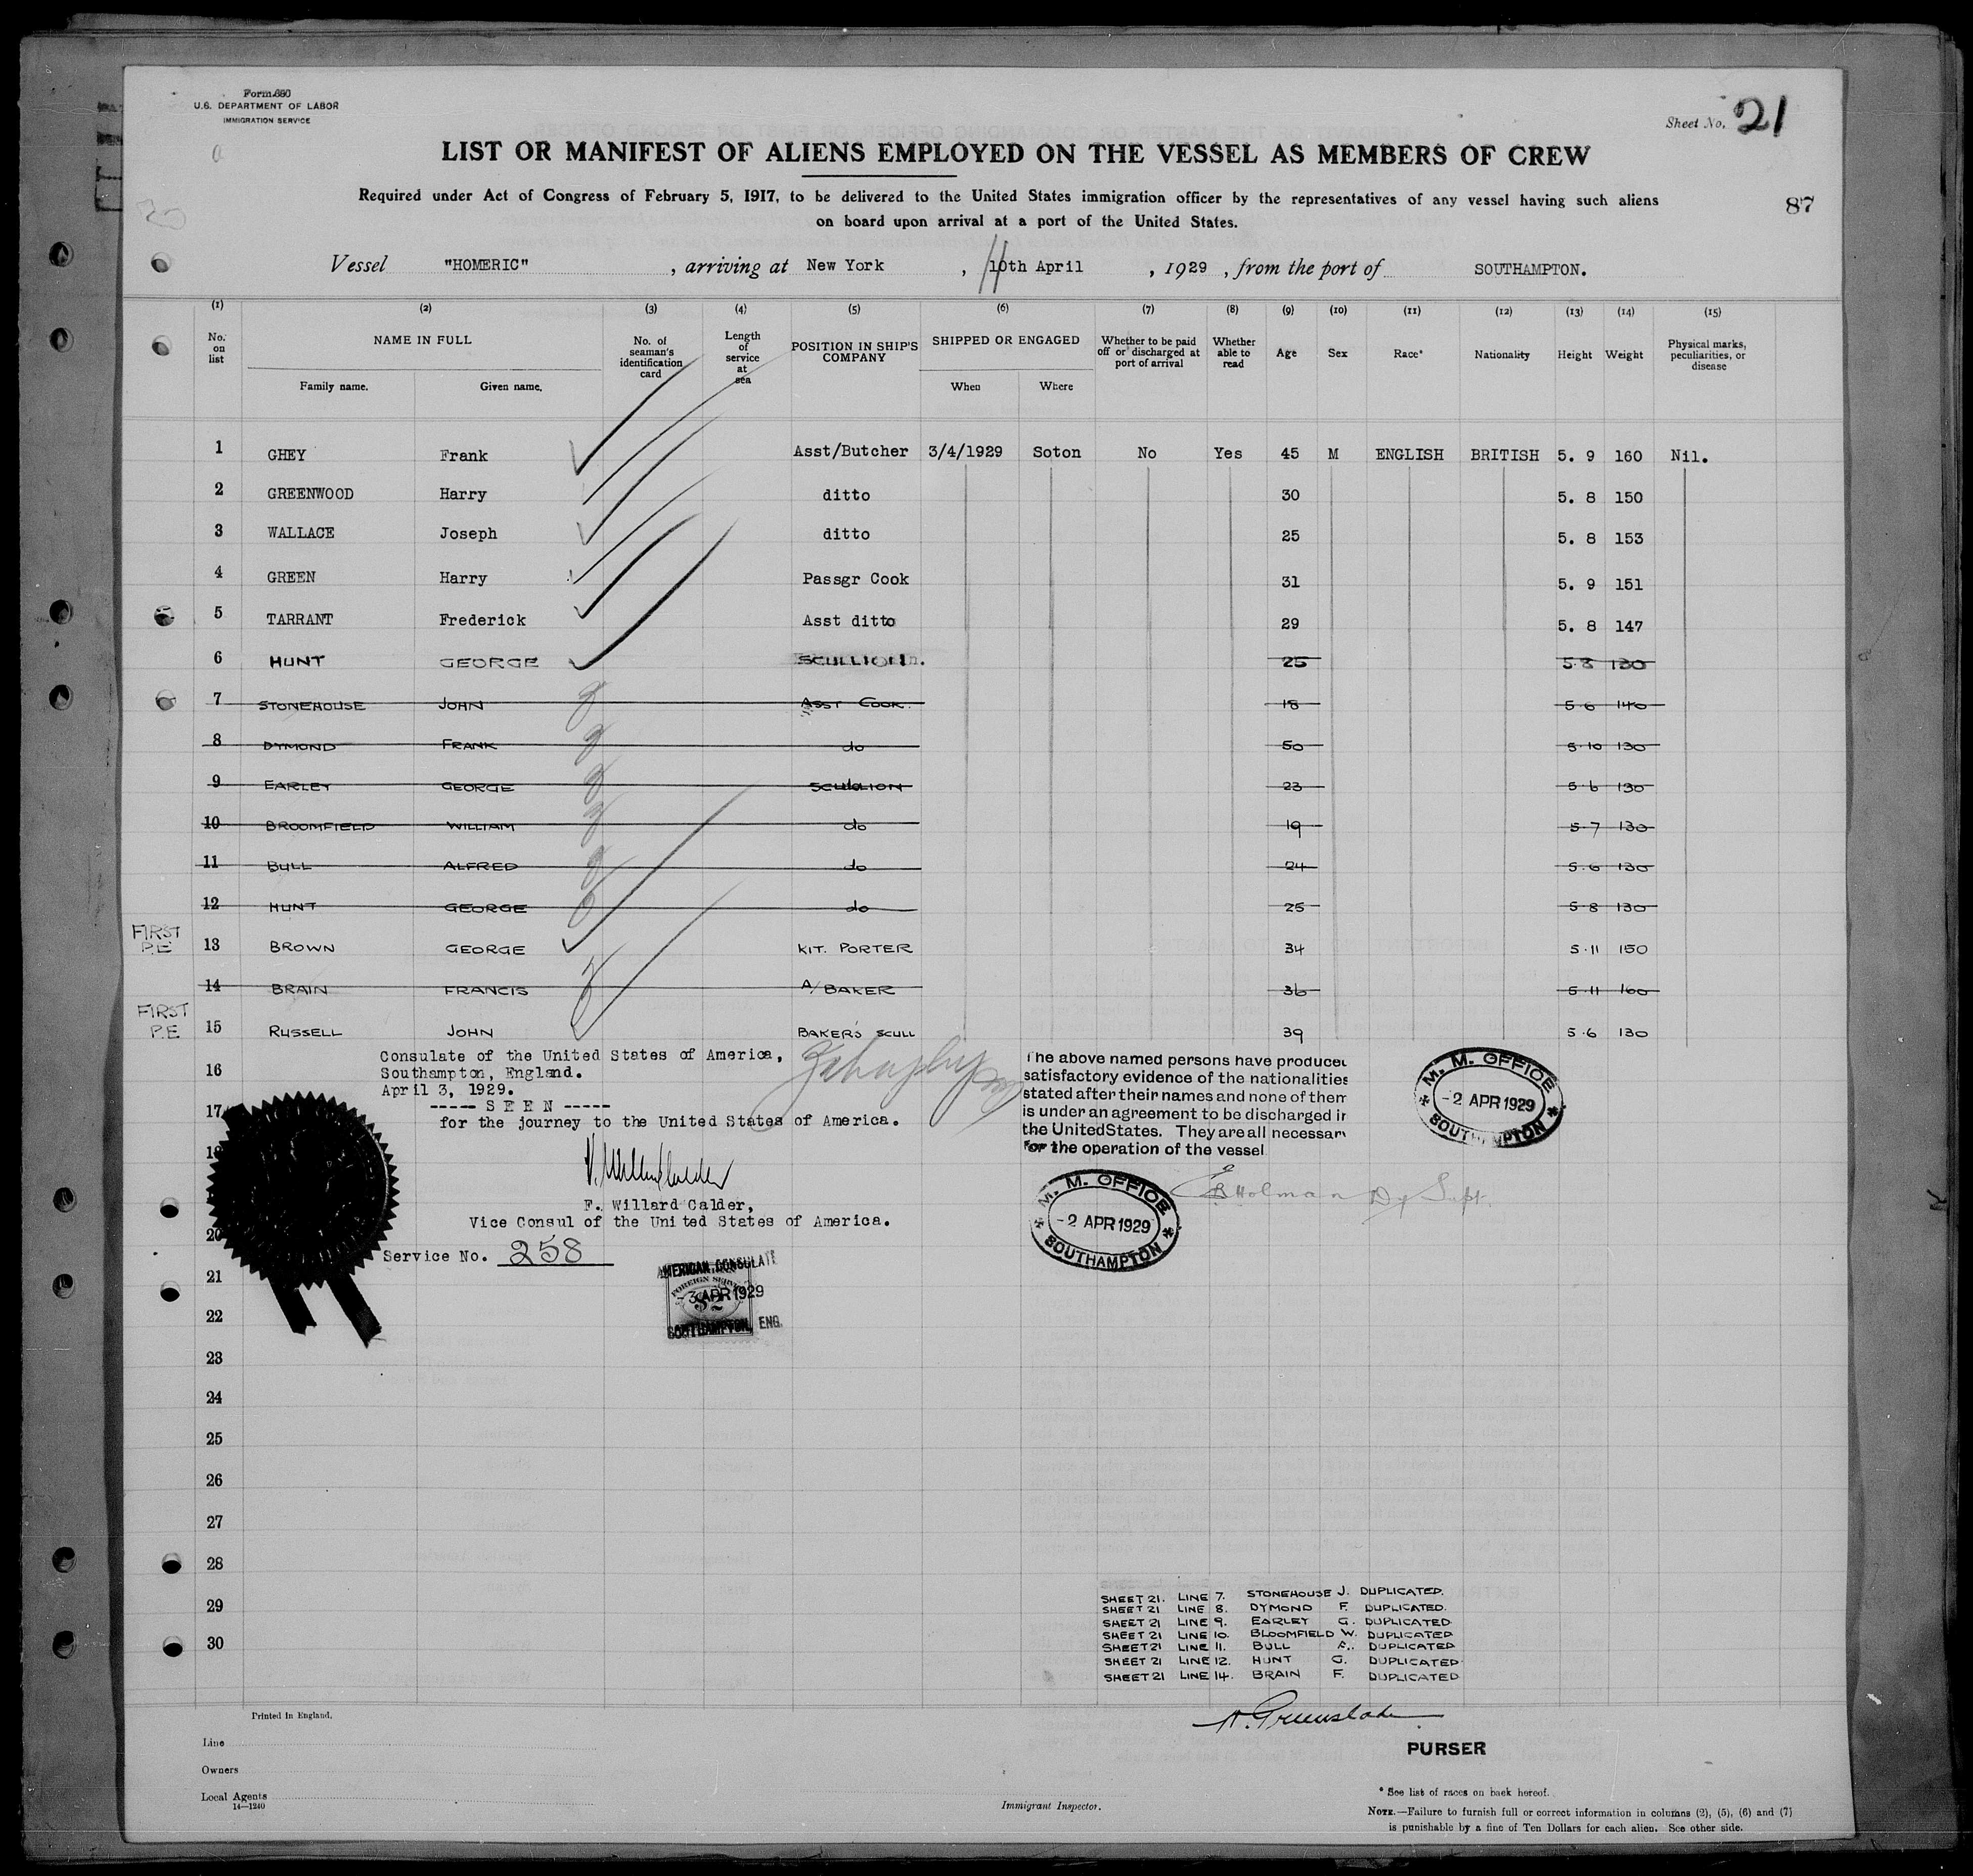 Form 680
U.S. DEPARTMENT OF LABOR
IMMIGRATION SERVICE
Sheet No. 21
LIST OR MANIFEST OF ALIENS EMPLOYED ON THE VESSEL AS MEMBERS OF CREW
Required under Act of Congress of February 5, 1917, to be delivered to the United States immigration officer by the representatives of any vessel having such aliens
on board upon arrival at a port of the United States.
87
Vessel "HOMERIC" , arriving at New York , 10th April , 1929 , from the port of SOUTHAMPTON.
(1) (2) (3) (4) (5) (6) (7) (8) (9) (10) (11) (12) (13) (14) (15)
No. on list NAME IN FULL Family name. Given name. No. of seaman's identification card Length of service at sea POSITION IN SHIP'S COMPANY SHIPPED OR ENGAGED When Where Whether to be paid off or discharged at port of arrival Whether able to read Age Sex Race* Nationality Height Weight Physical marks, peculiarities, or disease
1 GHEY Frank Asst/Butcher 3/4/1929 Soton No Yes 45 M ENGLISH BRITISH 5. 9 160 Nil.
2 GREENWOOD Harry ditto 30 5. 8 150
3 WALLACE Joseph ditto 25 5. 8 153
4 GREEN Harry Passgr Cook 31 5. 9 151
5 TARRANT Frederick Asst ditto 29 5. 8 147
6 HUNT GEORGE SCULLION. 25 5.8 130
7 STONEHOUSE JOHN ASST COOK. 18 5.6 140
8 DYMOND FRANK do 50 5.10 130
9 EARLEY GEORGE SCULLION 23 5.6 130
10 BROOMFIELD WILLIAM do 19 5.7 130
11 BULL ALFRED do 24 5.6 130
12 HUNT GEORGE do 25 5.8 130
FIRST P.E 13 BROWN GEORGE KIT. PORTER 34 5.11 150
14 BRAIN FRANCIS A/BAKER 36 5.11 160
FIRST P.E 15 RUSSELL JOHN BAKER'S SCULL 39 5.6 130
16
17
20
21
22
23
24
25
26
27
28
29
30
Consulate of the United States of America,
Southampton, England.
April 3, 1929.
----- S E E N -----
for the journey to the United States of America.
F. Willard Calder,
Vice Consul of the United States of America.
Service No. 258
AMERICAN CONSULATE
FOREIGN SERVICE
-3 APR 1929
$2
SOUTHAMPTON, ENG.
The above named persons have produced
satisfactory evidence of the nationalities
stated after their names and none of them
is under an agreement to be discharged in
the United States. They are all necessary
for the operation of the vessel
M. M. OFFICE
-2 APR 1929
SOUTHAMPTON
Holman Dy Supt.
M. M. OFFICE
-2 APR 1929
SOUTHAMPTON
SHEET 21. LINE 7. STONEHOUSE J. DUPLICATED.
SHEET 21 LINE 8. DYMOND F. DUPLICATED.
SHEET 21 LINE 9. EARLEY G. DUPLICATED
SHEET 21 LINE 10. BLOOMFIELD W. DUPLICATED
SHEET 21 LINE 11. BULL A. DUPLICATED
SHEET 21 LINE 12. HUNT G. DUPLICATED.
SHEET 21 LINE 14. BRAIN F. DUPLICATED
H. Greenslade
PURSER
Printed in England.
Line
Owners
Local Agents
14—1240
Immigrant Inspector.
* See list of races on back hereof.
NOTE.—Failure to furnish full or correct information in columns (2), (5), (6) and (7)
is punishable by a fine of Ten Dollars for each alien. See other side.